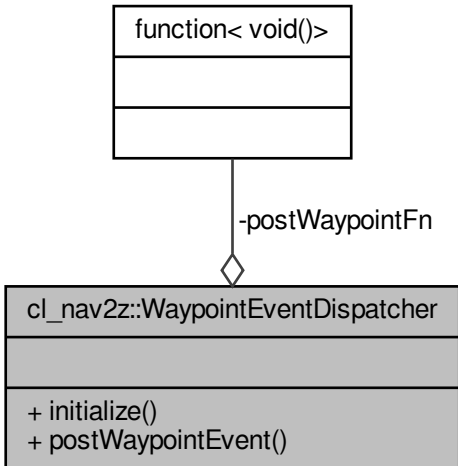 function< void()>
-postWaypointFn
cl_nav2z::WaypointEventDispatcher
+ initialize()
+ postWaypointEvent()